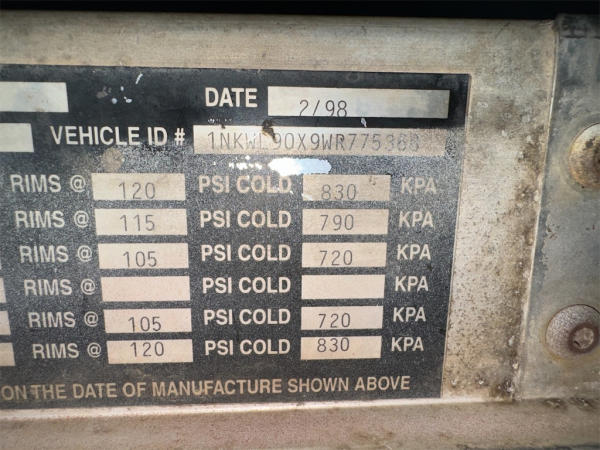 DATE 2/98
VEHICLE ID # 1NKWL90X9WR775368
RIMS @ 120 PSI COLD 830 KPA
RIMS @ 115 PSI COLD 790 KPA
RIMS @ 105 PSI COLD 720 KPA
RIMS @ PSI COLD KPA
RIMS @ 105 PSI COLD 720 KPA
RIMS @ 120 PSI COLD 830 KPA
ON THE DATE OF MANUFACTURE SHOWN ABOVE